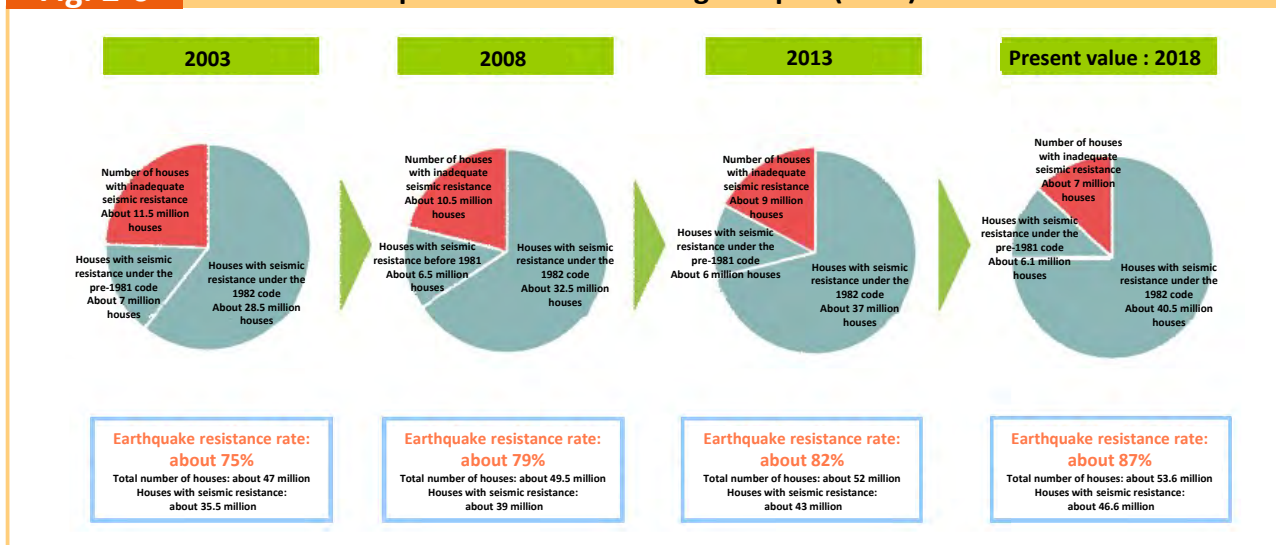 2003
2008
2013
Present value : 2018
Number of houses
with inadequate
seismic resistance
About 11.5 million
houses
Houses with seismic
resistance under the
pre-1981 code
About 7 million
houses
Houses with seismic
resistance under the
1982 code
About 28.5 million
houses
Number of houses
with inadequate
seismic resistance
About 10.5 million
houses
Houses with seismic
resistance before 1981
About 6.5 million
houses
Houses with seismic
resistance under the
1982 code
About 32.5 million
houses
Number of houses
with inadequate
seismic resistance
About 9 million
houses
Houses with seismic
resistance under the
pre-1981 code
About 6 million houses
Houses with seismic
resistance under the
1982 code
About 37 million
houses
Number of houses
with inadequate
seismic resistance
About 7 million
houses
Houses with seismic
resistance under the
pre-1981 code
About 6.1 million
houses
Houses with seismic
resistance under the
1982 code
About 40.5 million
houses
Earthquake resistance rate:
about 75%
Total number of houses: about 47 million
Houses with seismic resistance:
about 35.5 million
Earthquake resistance rate:
about 79%
Total number of houses: about 49.5 million
Houses with seismic resistance:
about 39 million
Earthquake resistance rate:
about 82%
Total number of houses: about 52 million
Houses with seismic resistance:
about 43 million
Earthquake resistance rate:
about 87%
Total number of houses: about 53.6 million
Houses with seismic resistance:
about 46.6 million